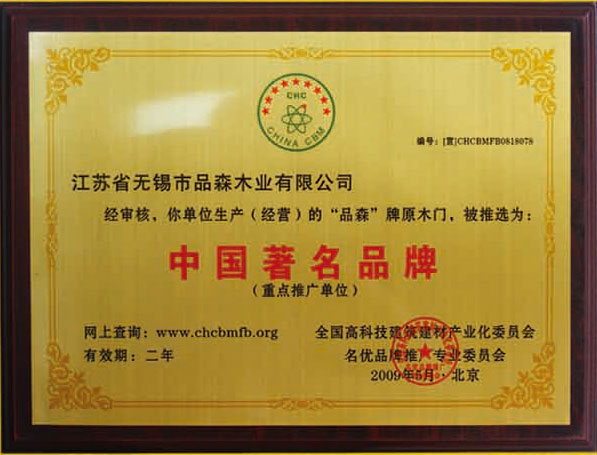 CHC
CHINA CBM
编号：[宣]CHCBMFB0818078
江苏省无锡市品森木业有限公司
经审核，你单位生产（经营）的“品森”牌原木门，被推选为：
中国著名品牌
（重点推广单位）
网上查询：www.chcbmfb.org
有效期：二年
全国高科技建筑建材产业化委员会
名优品牌推广专业委员会
2009年5月·北京